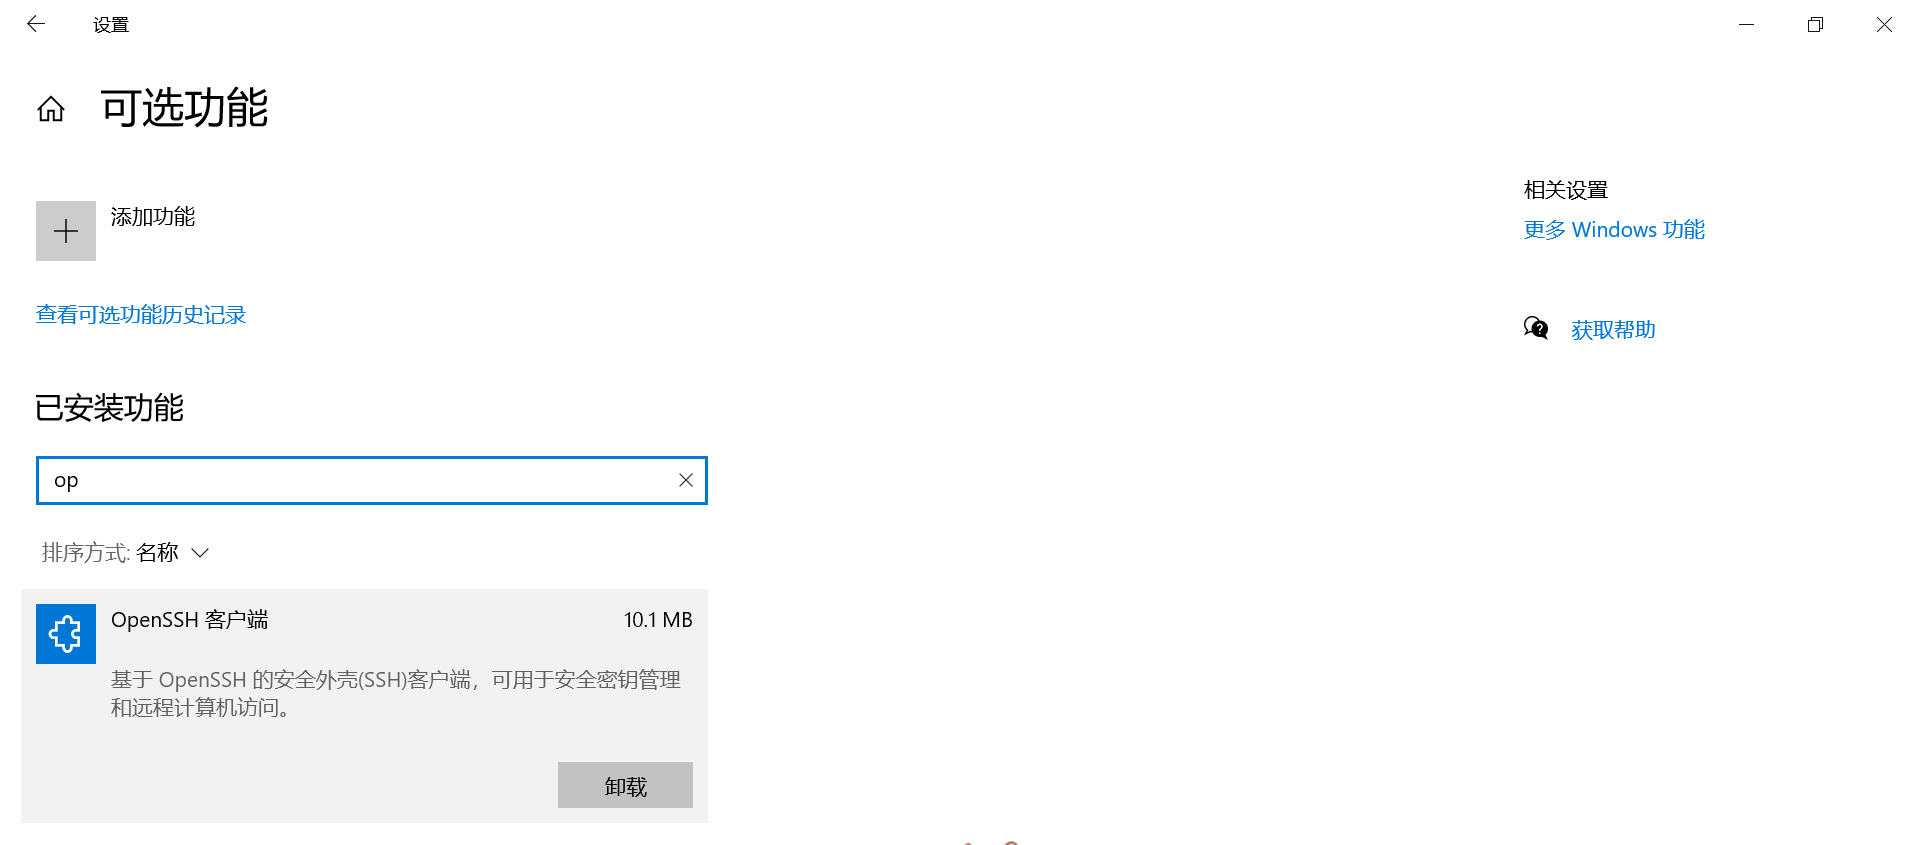 设置
可选功能
添加功能
查看可选功能历史记录
已安装功能
op
排序方式: 名称
OpenSSH 客户端 10.1 MB
基于 OpenSSH 的安全外壳(SSH)客户端，可用于安全密钥管理
和远程计算机访问。
卸载
相关设置
更多 Windows 功能
获取帮助